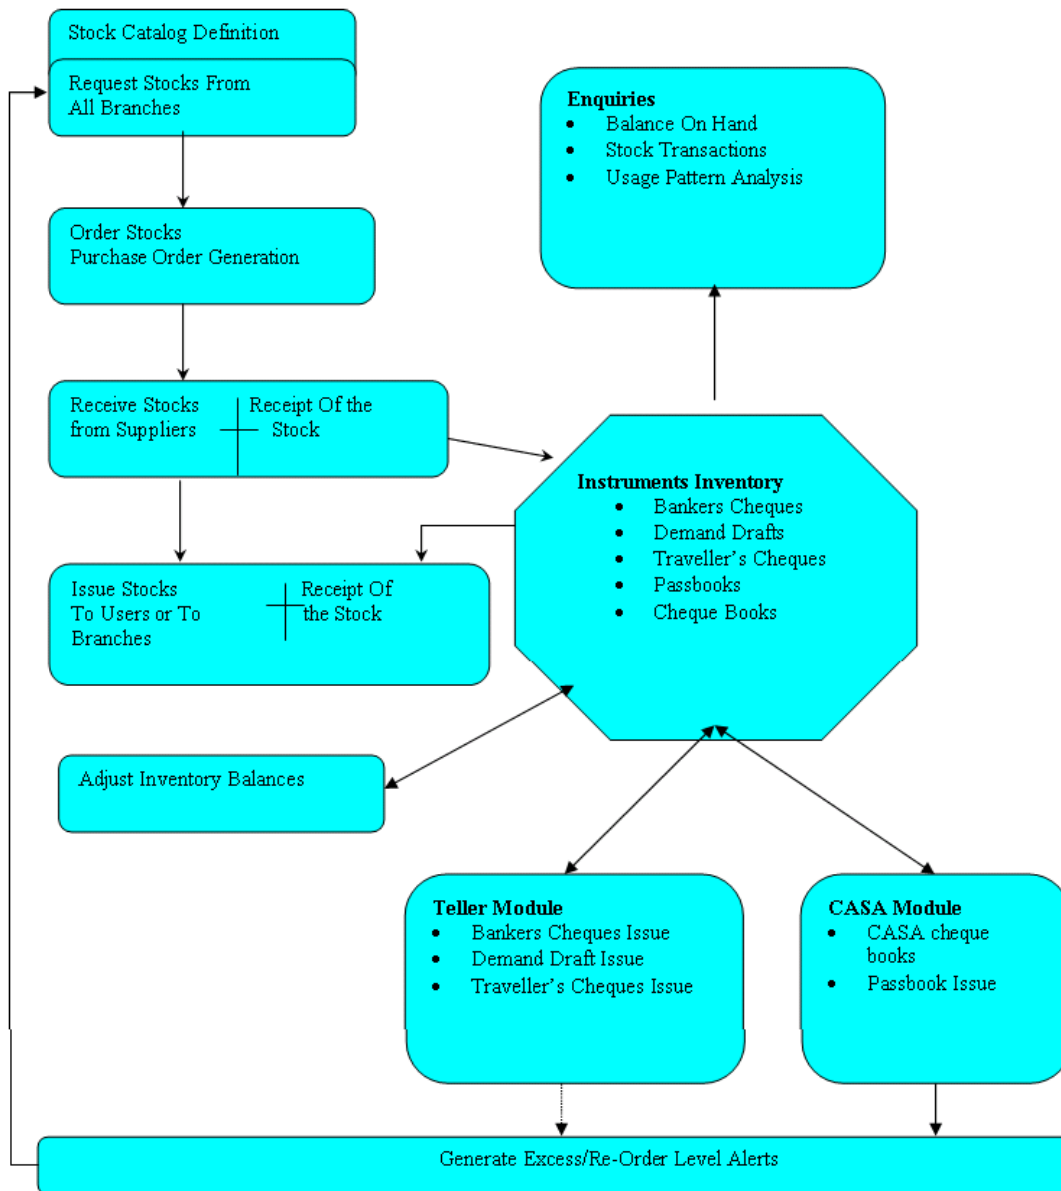 Stock Catalog Definition
Request Stocks From
All Branches
Enquiries
• Balance On Hand
• Stock Transactions
• Usage Pattern Analysis
Order Stocks
Purchase Order Generation
Receive Stocks
from Suppliers
Receipt Of the
Stock
Instruments Inventory
• Bankers Cheques
• Demand Drafts
• Traveller's Cheques
• Passbooks
• Cheque Books
Issue Stocks
To Users or To
Branches
Receipt Of
the Stock
Adjust Inventory Balances
Teller Module
• Bankers Cheques Issue
• Demand Draft Issue
• Traveller's Cheques Issue
CASA Module
• CASA cheque
books
• Passbook Issue
Generate Excess/Re-Order Level Alerts